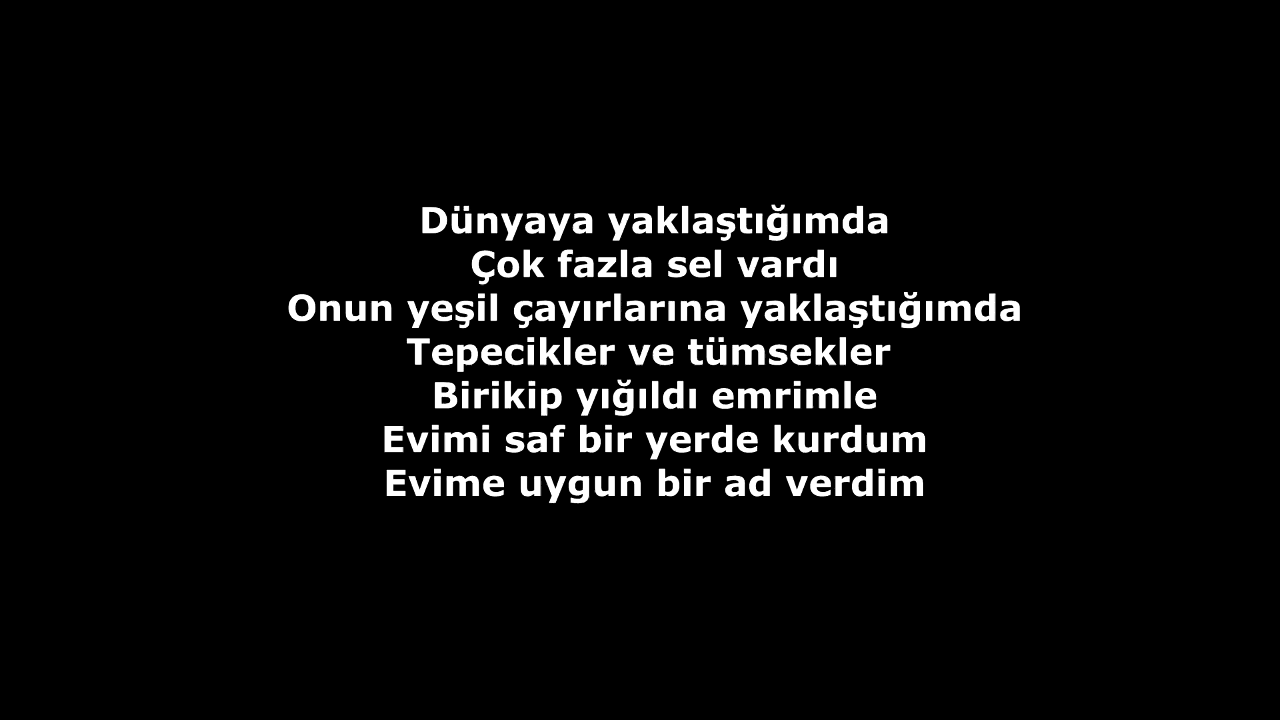 Dünyaya yaklaştığımda
Çok fazla sel vardı
Onun yeşil çayırlarına yaklaştığımda
Tepecikler ve tümsekler
Birikip yığıldı emrimle
Evimi saf bir yerde kurdum
Evime uygun bir ad verdim